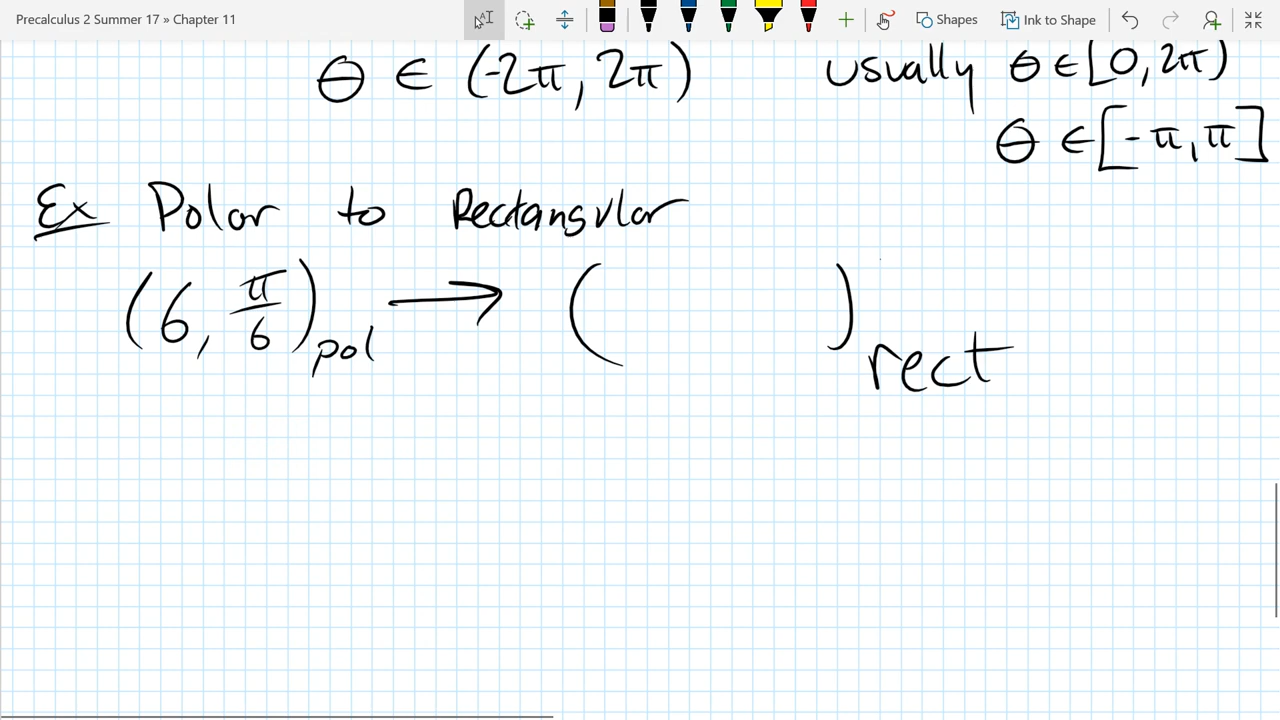 Precalculus 2 Summer 17 » Chapter 11
Shapes
Ink to Shape
θ ∈ (-2π, 2π)
usually θ ∈ [0, 2π)
θ ∈ [-π, π]
Ex Polar to Rectangular
(6, π/6)pol → ( )rect